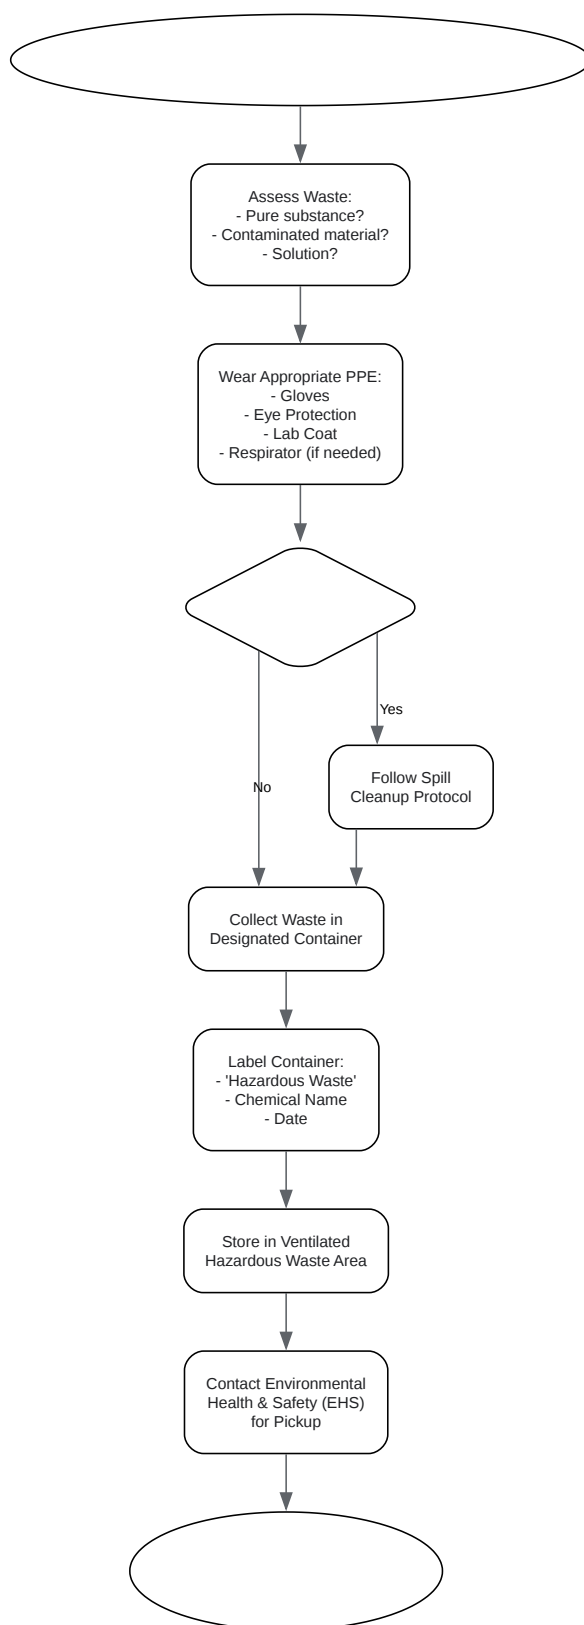 Assess Waste:
- Pure substance?
- Contaminated material?
- Solution?
Wear Appropriate PPE:
- Gloves
- Eye Protection
- Lab Coat
- Respirator (if needed)
Yes
Follow Spill
Cleanup Protocol
No
Collect Waste in
Designated Container
Label Container:
- 'Hazardous Waste'
- Chemical Name
- Date
Store in Ventilated
Hazardous Waste Area
Contact Environmental
Health & Safety (EHS)
for Pickup